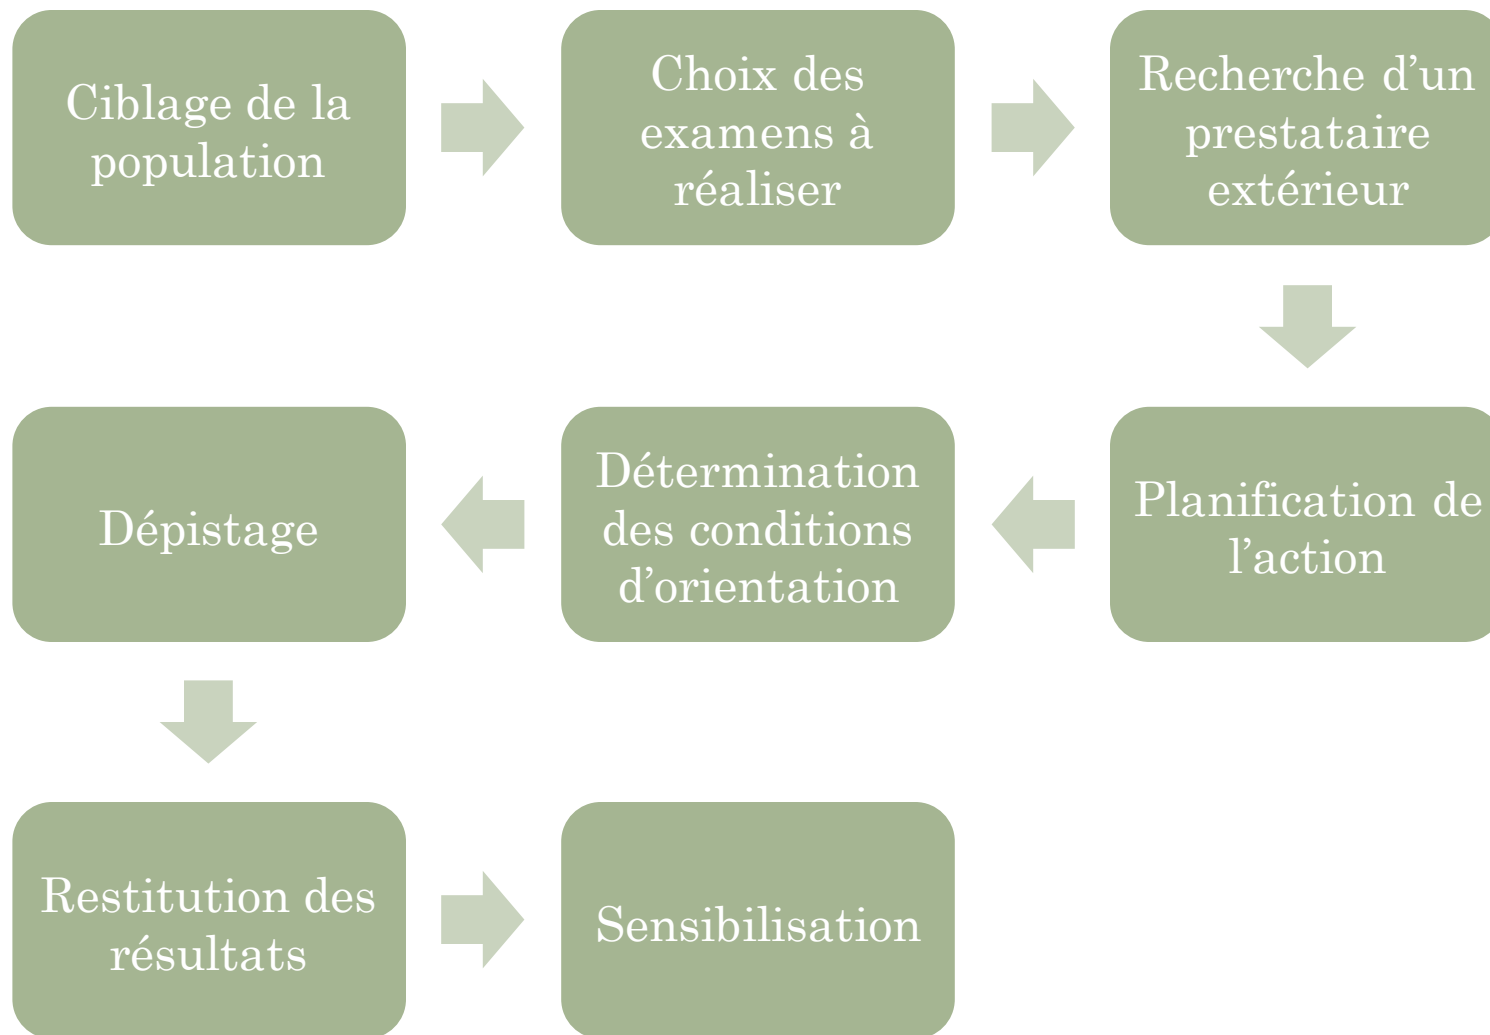 Ciblage de la
population
Choix des
examens à
réaliser
Recherche d’un
prestataire
extérieur
Planification de
l’action
Détermination
des conditions
d’orientation
Dépistage
Restitution des
résultats
Sensibilisation